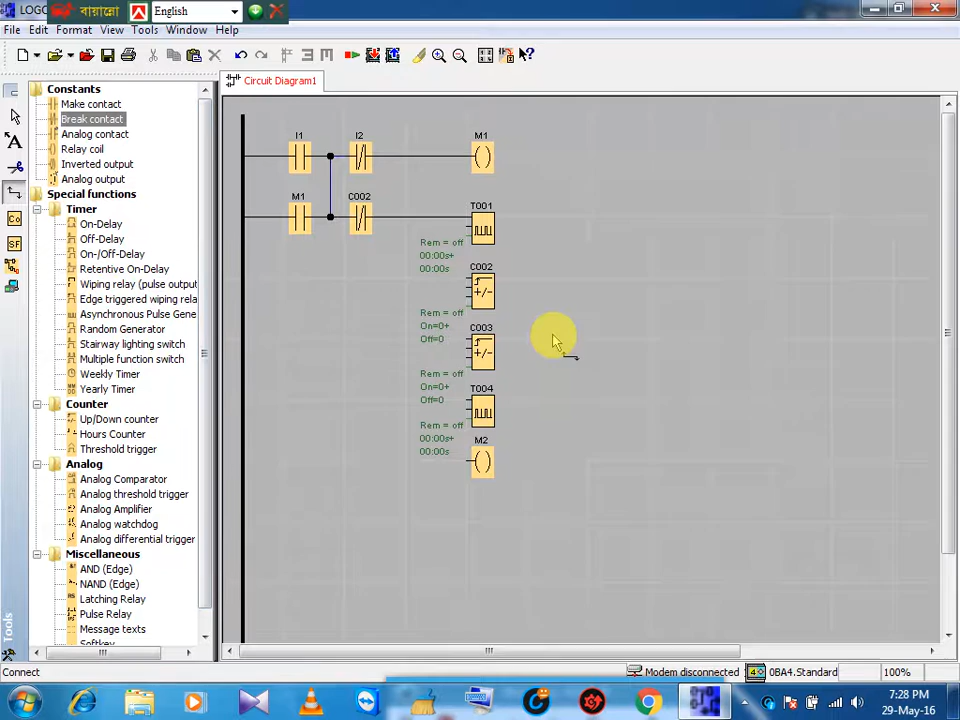 LOGO
বায়ান্নো
English
File Edit Format View Tools Window Help
Circuit Diagram1
Constants
Make contact
Break contact
Analog contact
Relay coil
Inverted output
Analog output
Special functions
Timer
On-Delay
Off-Delay
On-/Off-Delay
Retentive On-Delay
Wiping relay (pulse output
Edge triggered wiping rela
Asynchronous Pulse Gene
Random Generator
Stairway lighting switch
Multiple function switch
Weekly Timer
Yearly Timer
Counter
Up/Down counter
Hours Counter
Threshold trigger
Analog
Analog Comparator
Analog threshold trigger
Analog Amplifier
Analog watchdog
Analog differential trigger
Miscellaneous
AND (Edge)
NAND (Edge)
Latching Relay
Pulse Relay
Message texts
Softkey
Tools
Co
SF
I1 I2 M1
M1 C002 T001
Rem = off
00:00s+
00:00s
C002
+/-
Rem = off
On=0+
Off=0
C003
+/-
Rem = off
On=0+
Off=0
T004
Rem = off
00:00s+
00:00s
M2
Connect
Modem disconnected
0BA4.Standard
100%
7:28 PM
29-May-16